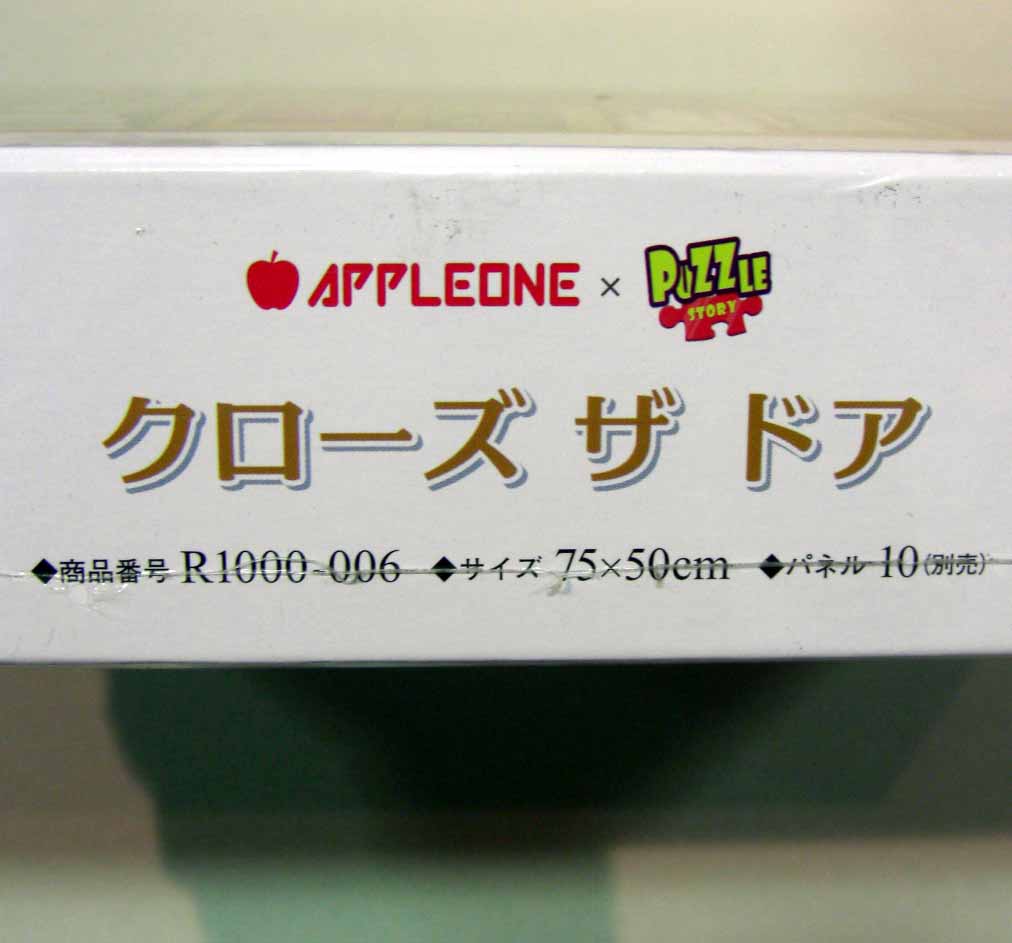 APPLEONE × PUZZLE STORY
クローズ ザ ドア
◆商品番号 R1000-006 ◆サイズ 75×50cm ◆パネル 10(別売)